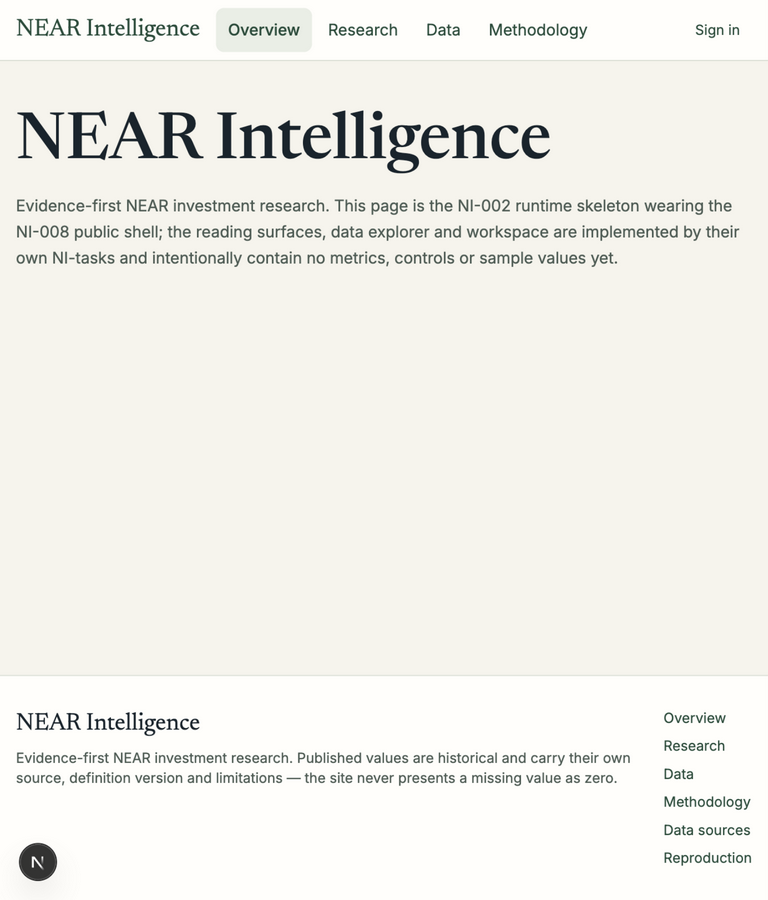 NEAR Intelligence
Overview
Research
Data
Methodology
Sign in
NEAR Intelligence
Evidence-first NEAR investment research. This page is the NI-002 runtime skeleton wearing the
NI-008 public shell; the reading surfaces, data explorer and workspace are implemented by their
own NI-tasks and intentionally contain no metrics, controls or sample values yet.
NEAR Intelligence
Evidence-first NEAR investment research. Published values are historical and carry their own
source, definition version and limitations — the site never presents a missing value as zero.
Overview
Research
Data
Methodology
Data sources
Reproduction
N